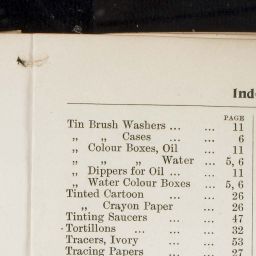 Ind
PAGE
Tin Brush Washers ... ... 11
„ „ Cases ... 6
„ Colour Boxes, Oil ... 11
„ „ „ Water ... 5, 6
„ Dippers for Oil ... ... 11
„ Water Colour Boxes ... 5, 6
Tinted Cartoon ... ... 26
„ Crayon Paper ... 26
Tinting Saucers ... ... 47
Tortillons ... ... ... 32
Tracers, Ivory ... ... 53
Tracing Papers ... ... 27